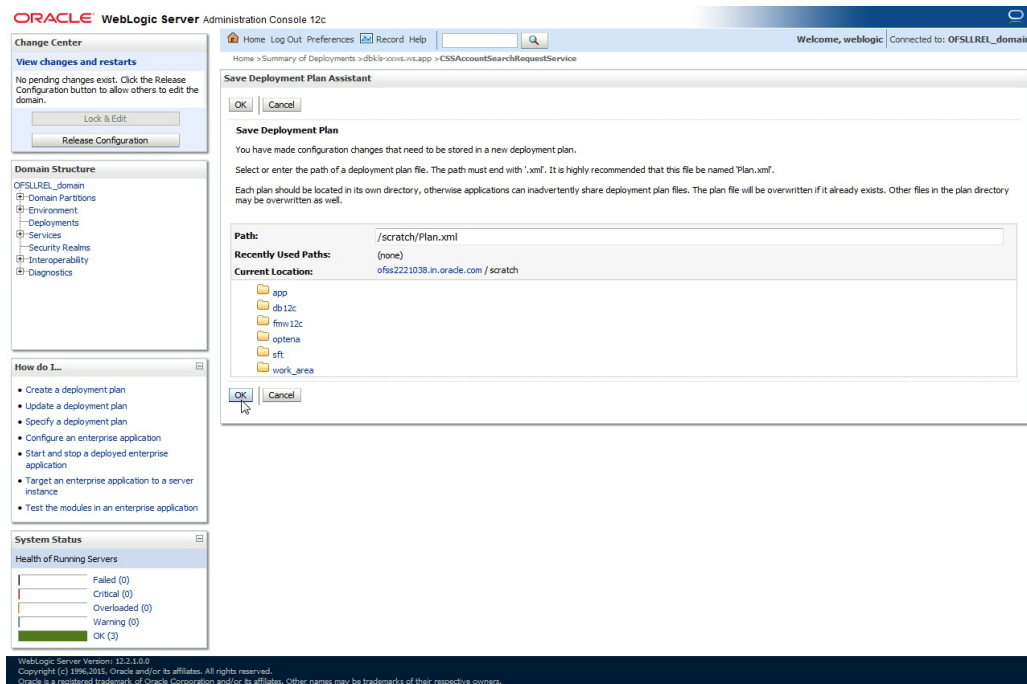 ORACLE WebLogic Server Administration Console 12c
Change Center
View changes and restarts
No pending changes exist. Click the Release
Configuration button to allow others to edit the
domain.
Lock & Edit
Release Configuration
Domain Structure
OFSLLREL_domain
Domain Partitions
Environment
Deployments
Services
Security Realms
Interoperability
Diagnostics
How do I...
Create a deployment plan
Update a deployment plan
Specify a deployment plan
Configure an enterprise application
Start and stop a deployed enterprise
application
Target an enterprise application to a server
instance
Test the modules in an enterprise application
System Status
Health of Running Servers
Failed (0)
Critical (0)
Overloaded (0)
Warning (0)
OK (3)
Home Log Out Preferences Record Help
Welcome, weblogic Connected to: OFSLLREL_domain
Home >Summary of Deployments >dbkls-xxws.ws.app >CSSAccountSearchRequestService
Save Deployment Plan Assistant
OK Cancel
Save Deployment Plan
You have made configuration changes that need to be stored in a new deployment plan.
Select or enter the path of a deployment plan file. The path must end with '.xml'. It is highly recommended that this file be named 'Plan.xml'.
Each plan should be located in its own directory, otherwise applications can inadvertently share deployment plan files. The plan file will be overwritten if it already exists. Other files in the plan directory
may be overwritten as well.
Path: /scratch/Plan.xml
Recently Used Paths: (none)
Current Location: ofss2221038.in.oracle.com / scratch
app
db12c
fmw12c
optena
sft
work_area
OK Cancel
WebLogic Server Version: 12.2.1.0.0
Copyright (c) 1996,2015, Oracle and/or its affiliates. All rights reserved.
Oracle is a registered trademark of Oracle Corporation and/or its affiliates. Other names may be trademarks of their respective owners.